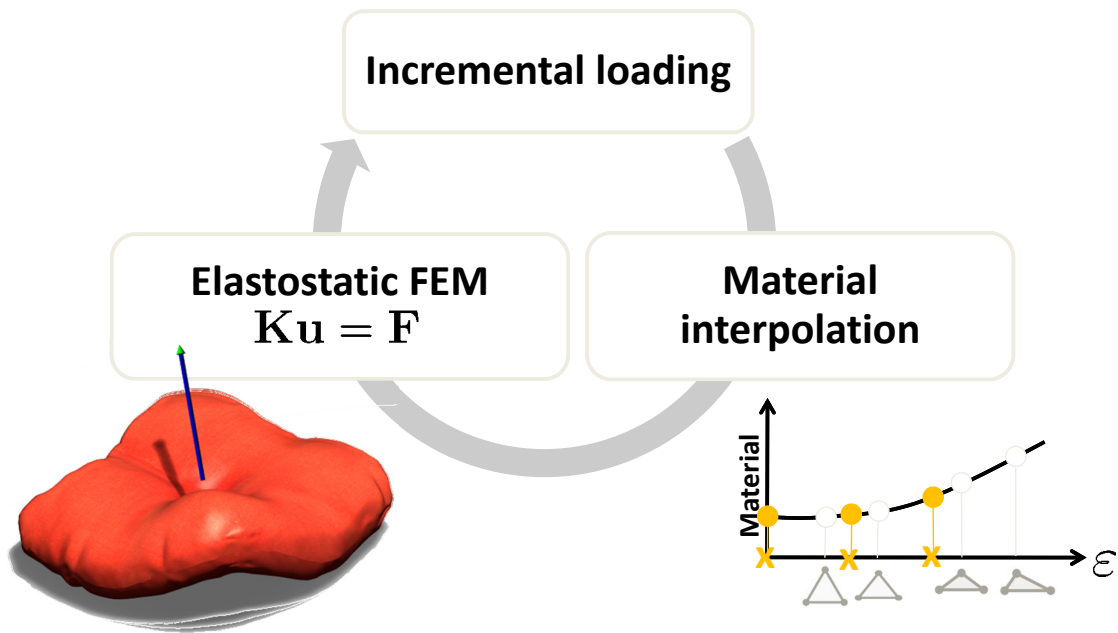 Incremental loading
Elastostatic FEM
Ku = F
Material
interpolation
Material
ε